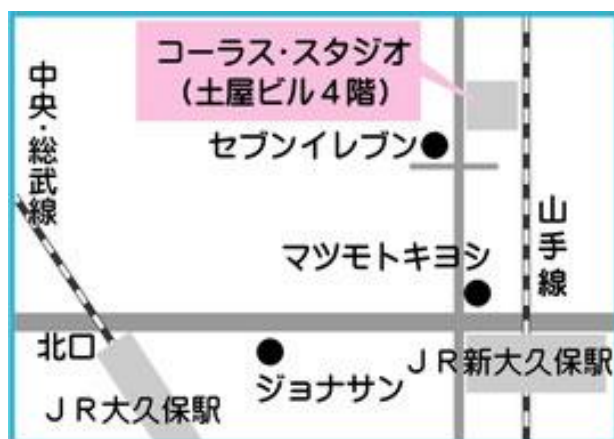 コーラス・スタジオ
(土屋ビル4階)
中央・総武線
セブンイレブン
山手線
マツモトキヨシ
北口
JR新大久保駅
ジョナサン
JR大久保駅